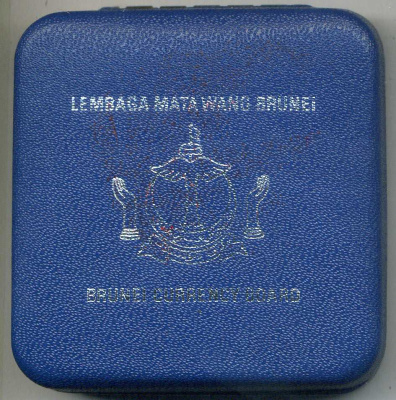 LEMBAGA MATA WANG BRUNEI
BRUNEI CURRENCY BOARD